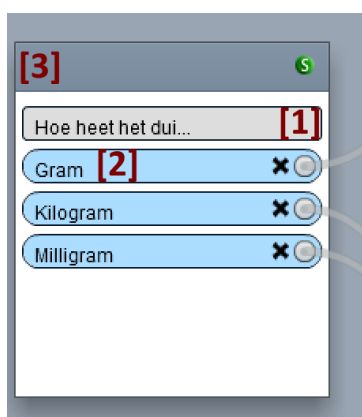 [3] S
Hoe heet het dui... [1]
Gram [2]
Kilogram
Milligram